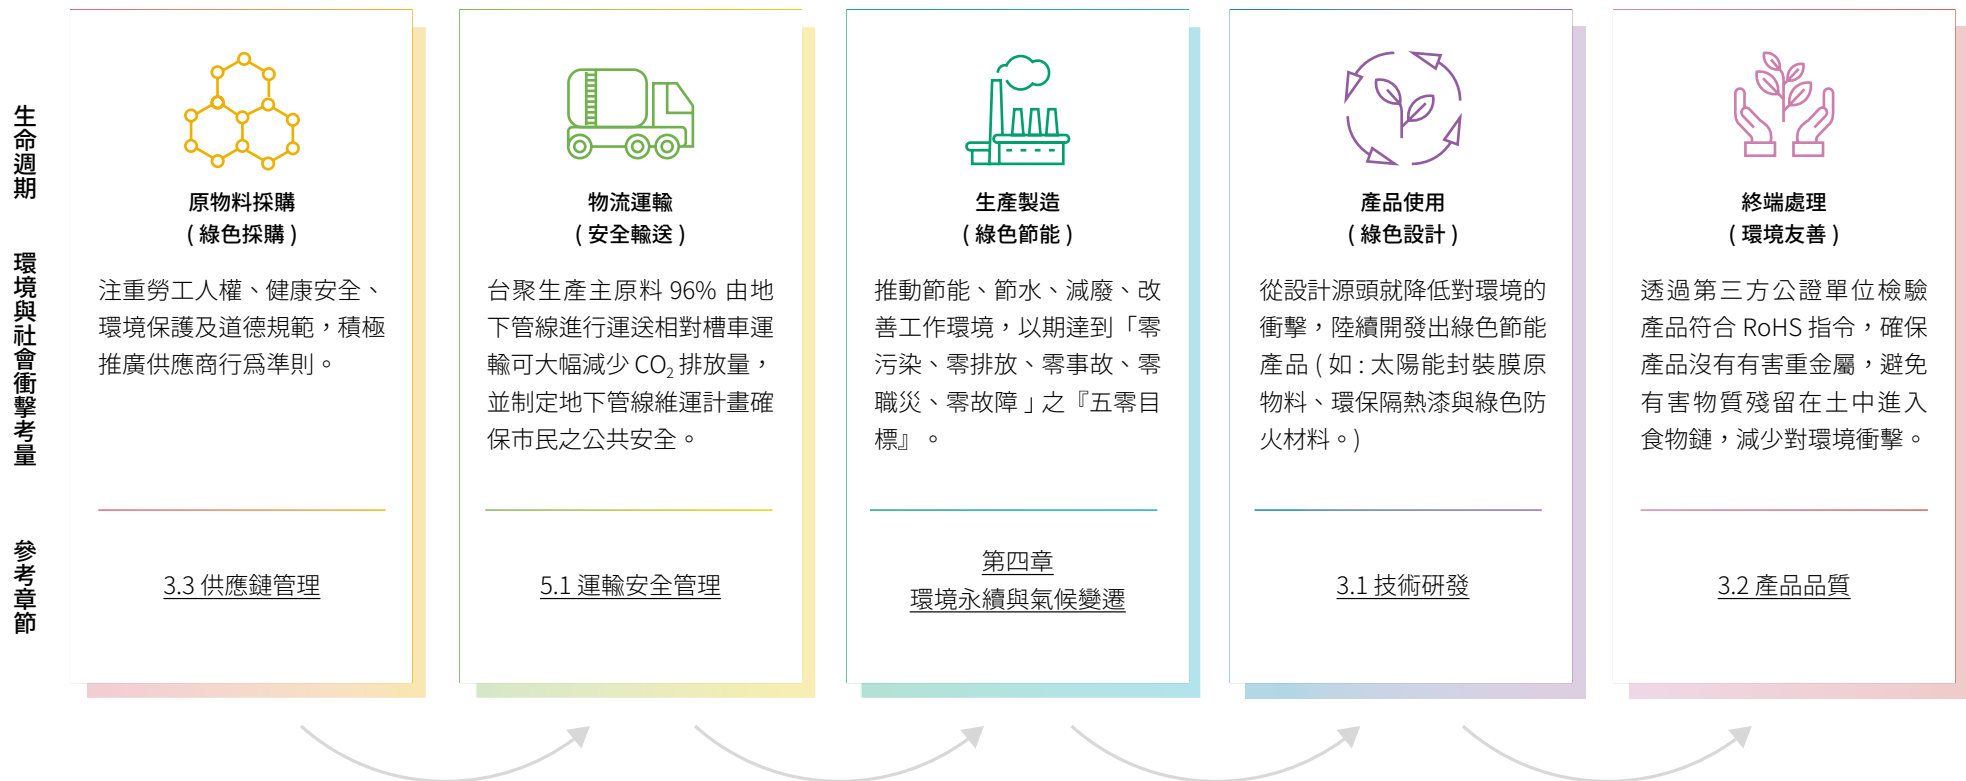 生命週期
環境與社會衝擊考量
參考章節
原物料採購
( 綠色採購 )
注重勞工人權、健康安全、
環境保護及道德規範，積極
推廣供應商行為準則。
3.3 供應鏈管理
物流運輸
( 安全輸送 )
台聚生產主原料 96% 由地
下管線進行運送相對槽車運
輸可大幅減少 CO₂ 排放量，
並制定地下管線維運計畫確
保市民之公共安全。
5.1 運輸安全管理
生產製造
( 綠色節能 )
推動節能、節水、減廢、改
善工作環境，以期達到「零
污染、零排放、零事故、零
職災、零故障」之『五零目
標』。
第四章
環境永續與氣候變遷
產品使用
( 綠色設計 )
從設計源頭就降低對環境的
衝擊，陸續開發出綠色節能
產品 ( 如 : 太陽能封裝膜原
物料、環保隔熱漆與綠色防
火材料。)
3.1 技術研發
終端處理
( 環境友善 )
透過第三方公證單位檢驗
產品符合 RoHS 指令，確保
產品沒有有害重金屬，避免
有害物質殘留在土中進入
食物鏈，減少對環境衝擊。
3.2 產品品質